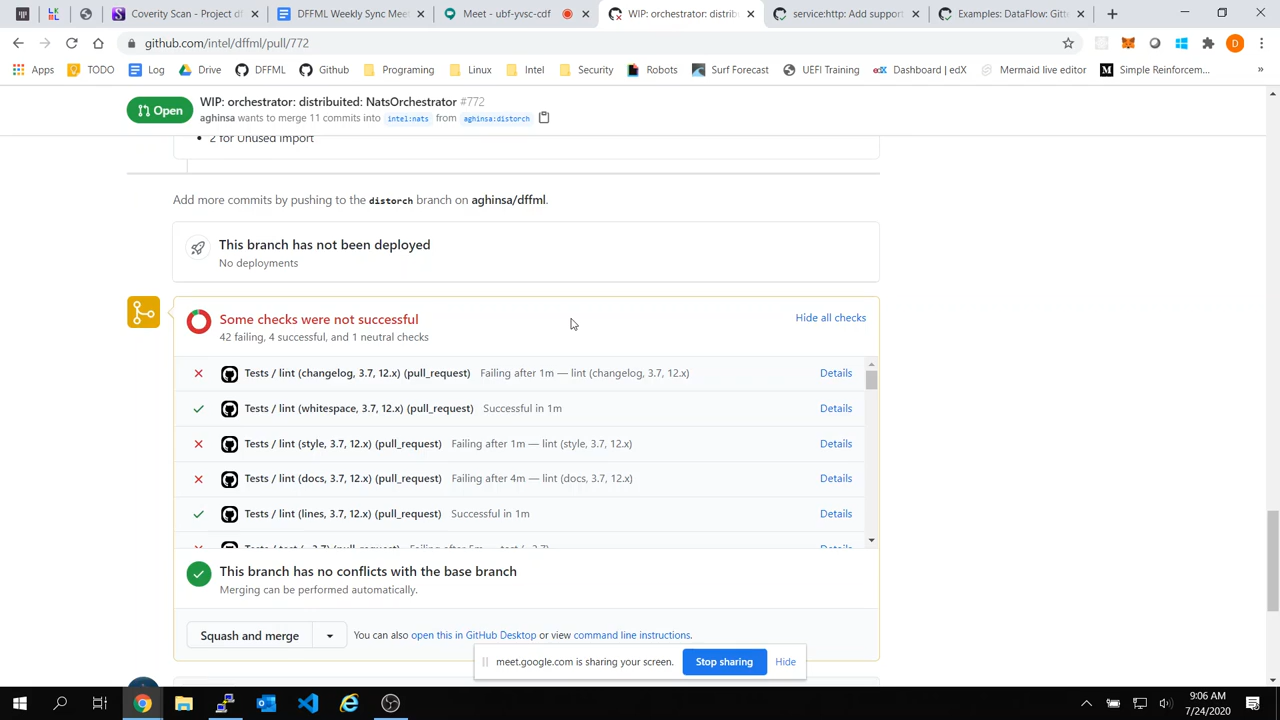 Coverity Scan - Project df
DFFML Weekly Sync Mee
Meet - ubf-yvsc-cdf
WIP: orchestrator: distrib
service:http: Add support
Examples: DataFlow: Gitt
github.com/intel/dffml/pull/772
D
Apps
TODO
Log
Drive
DFFML
Github
Programing
Linux
Intel
Security
Robots
Surf Forecast
UEFI Training
edX
Dashboard | edX
Mermaid live editor
Simple Reinforcem...
»
Open
WIP: orchestrator: distribuited: NatsOrchestrator #772
aghinsa wants to merge 11 commits into intel:nats from aghinsa:distorch
• 2 for Unused Import
Add more commits by pushing to the distorch branch on aghinsa/dffml.
This branch has not been deployed
No deployments
Some checks were not successful
42 failing, 4 successful, and 1 neutral checks
Hide all checks
Tests / lint (changelog, 3.7, 12.x) (pull_request) Failing after 1m — lint (changelog, 3.7, 12.x) Details
Tests / lint (whitespace, 3.7, 12.x) (pull_request) Successful in 1m Details
Tests / lint (style, 3.7, 12.x) (pull_request) Failing after 1m — lint (style, 3.7, 12.x) Details
Tests / lint (docs, 3.7, 12.x) (pull_request) Failing after 4m — lint (docs, 3.7, 12.x) Details
Tests / lint (lines, 3.7, 12.x) (pull_request) Successful in 1m Details
This branch has no conflicts with the base branch
Merging can be performed automatically.
Squash and merge
You can also open this in GitHub Desktop or view command line instructions.
meet.google.com is sharing your screen.
Stop sharing
Hide
9:06 AM
7/24/2020